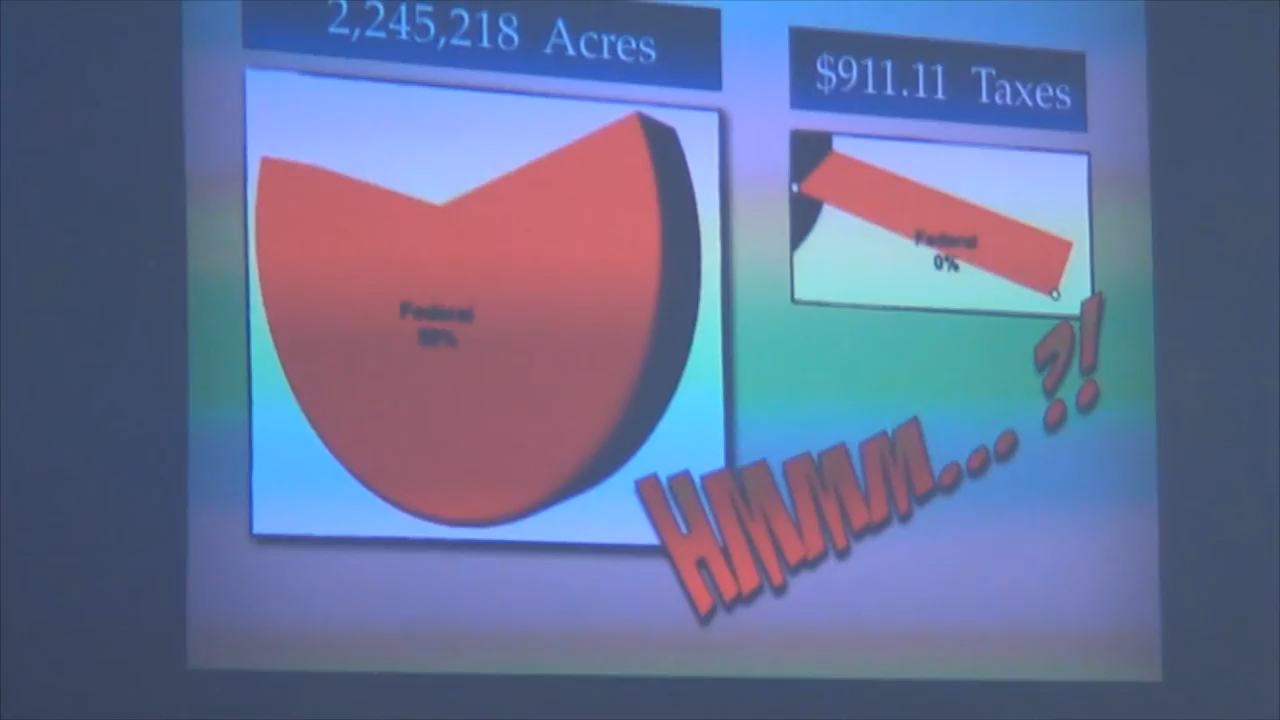 2,245,218 Acres
$911.11 Taxes
Federal
Federal
0%
HMMM...?!